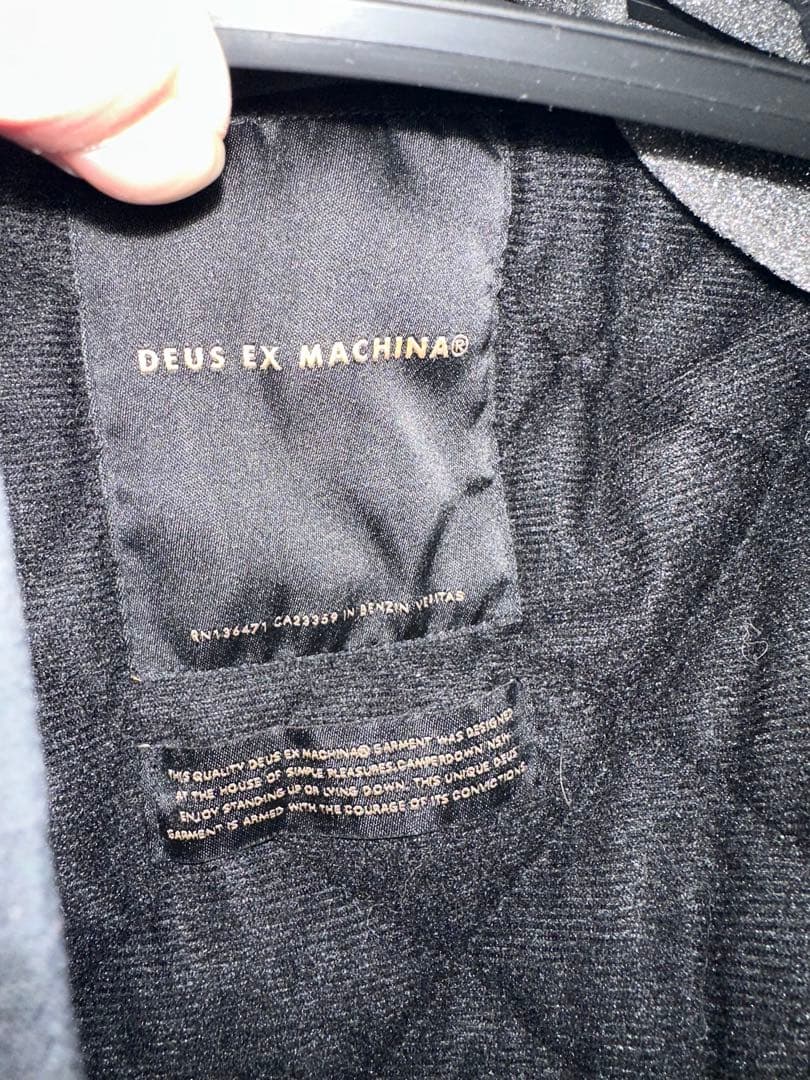 DEUS EX MACHINA®
RN136471 CA23359 IN BENZIN VERITAS
THIS QUALITY DEUS EX MACHINA® GARMENT WAS DESIGNED
AT THE HOUSE OF SIMPLE PLEASURES. CAMPERDOWN NSW
ENJOY STANDING UP OR LYING DOWN. THIS UNIQUE DEUS
GARMENT IS ARMED WITH THE COURAGE OF ITS CONVICTIONS